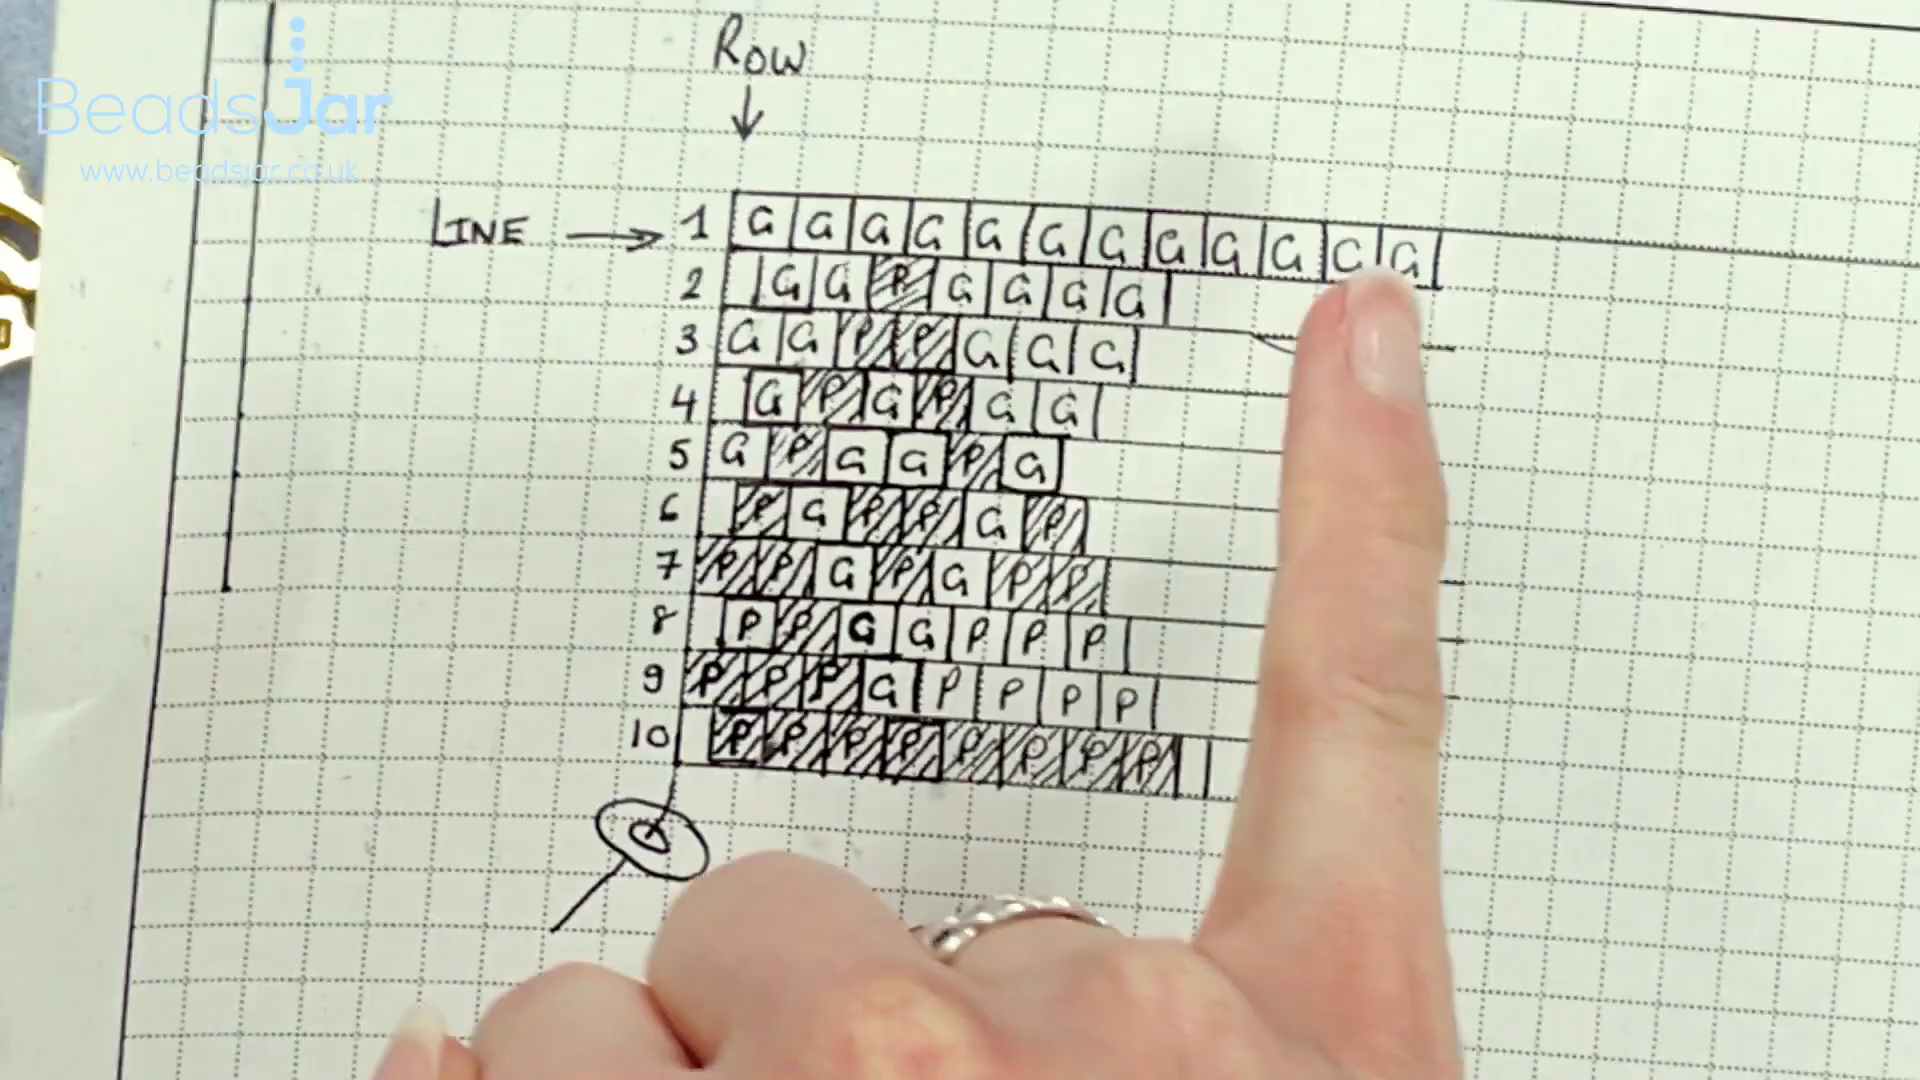 BeadsJar
www.beadsjar.co.uk
Row
LINE
1 G G G G G G G G G G G G
2 G G P G G G G
3 G G P P G G G
4 G P G P G G
5 G P G G P G
6 P G P P G P
7 P P G P G P P
8 P P G G P P P
9 P P P G P P P P
10 P P P P P P P P